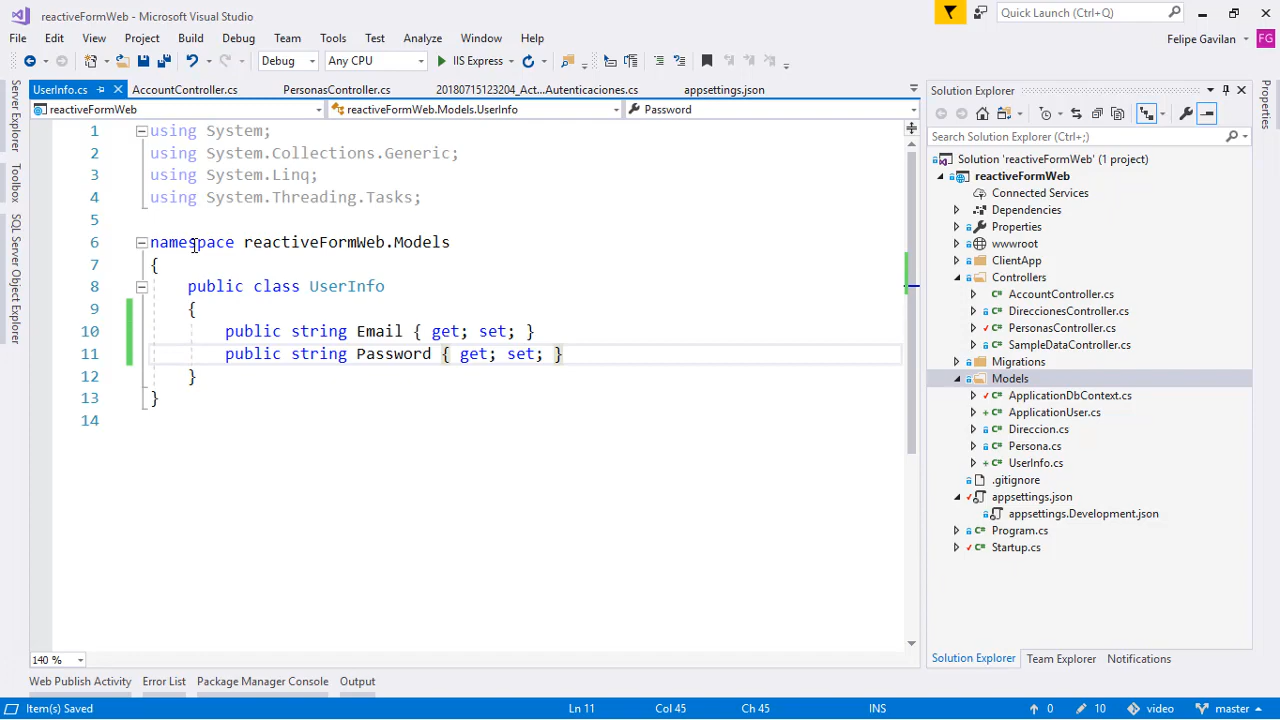 reactiveFormWeb - Microsoft Visual Studio
Quick Launch (Ctrl+Q)
File Edit View Project Build Debug Team Tools Test Analyze Window Help
Felipe Gavilan FG
Debug Any CPU IIS Express
UserInfo.cs AccountController.cs PersonasController.cs 20180715123204_Act...Autenticaciones.cs appsettings.json
reactiveFormWeb reactiveFormWeb.Models.UserInfo Password
Server Explorer
Toolbox
SQL Server Object Explorer
1 using System;
2 using System.Collections.Generic;
3 using System.Linq;
4 using System.Threading.Tasks;
5
6 namespace reactiveFormWeb.Models
7 {
8 public class UserInfo
9 {
10 public string Email { get; set; }
11 public string Password { get; set; }
12 }
13 }
14
140 %
Solution Explorer
Search Solution Explorer (Ctrl+;)
Solution 'reactiveFormWeb' (1 project)
reactiveFormWeb
Connected Services
Dependencies
Properties
wwwroot
ClientApp
Controllers
C# AccountController.cs
C# DireccionesController.cs
C# PersonasController.cs
C# SampleDataController.cs
Migrations
Models
C# ApplicationDbContext.cs
C# ApplicationUser.cs
C# Direccion.cs
C# Persona.cs
C# UserInfo.cs
.gitignore
appsettings.json
appsettings.Development.json
C# Program.cs
C# Startup.cs
Solution Explorer Team Explorer Notifications
Properties
Web Publish Activity Error List Package Manager Console Output
Item(s) Saved Ln 11 Col 45 Ch 45 INS 0 10 video master